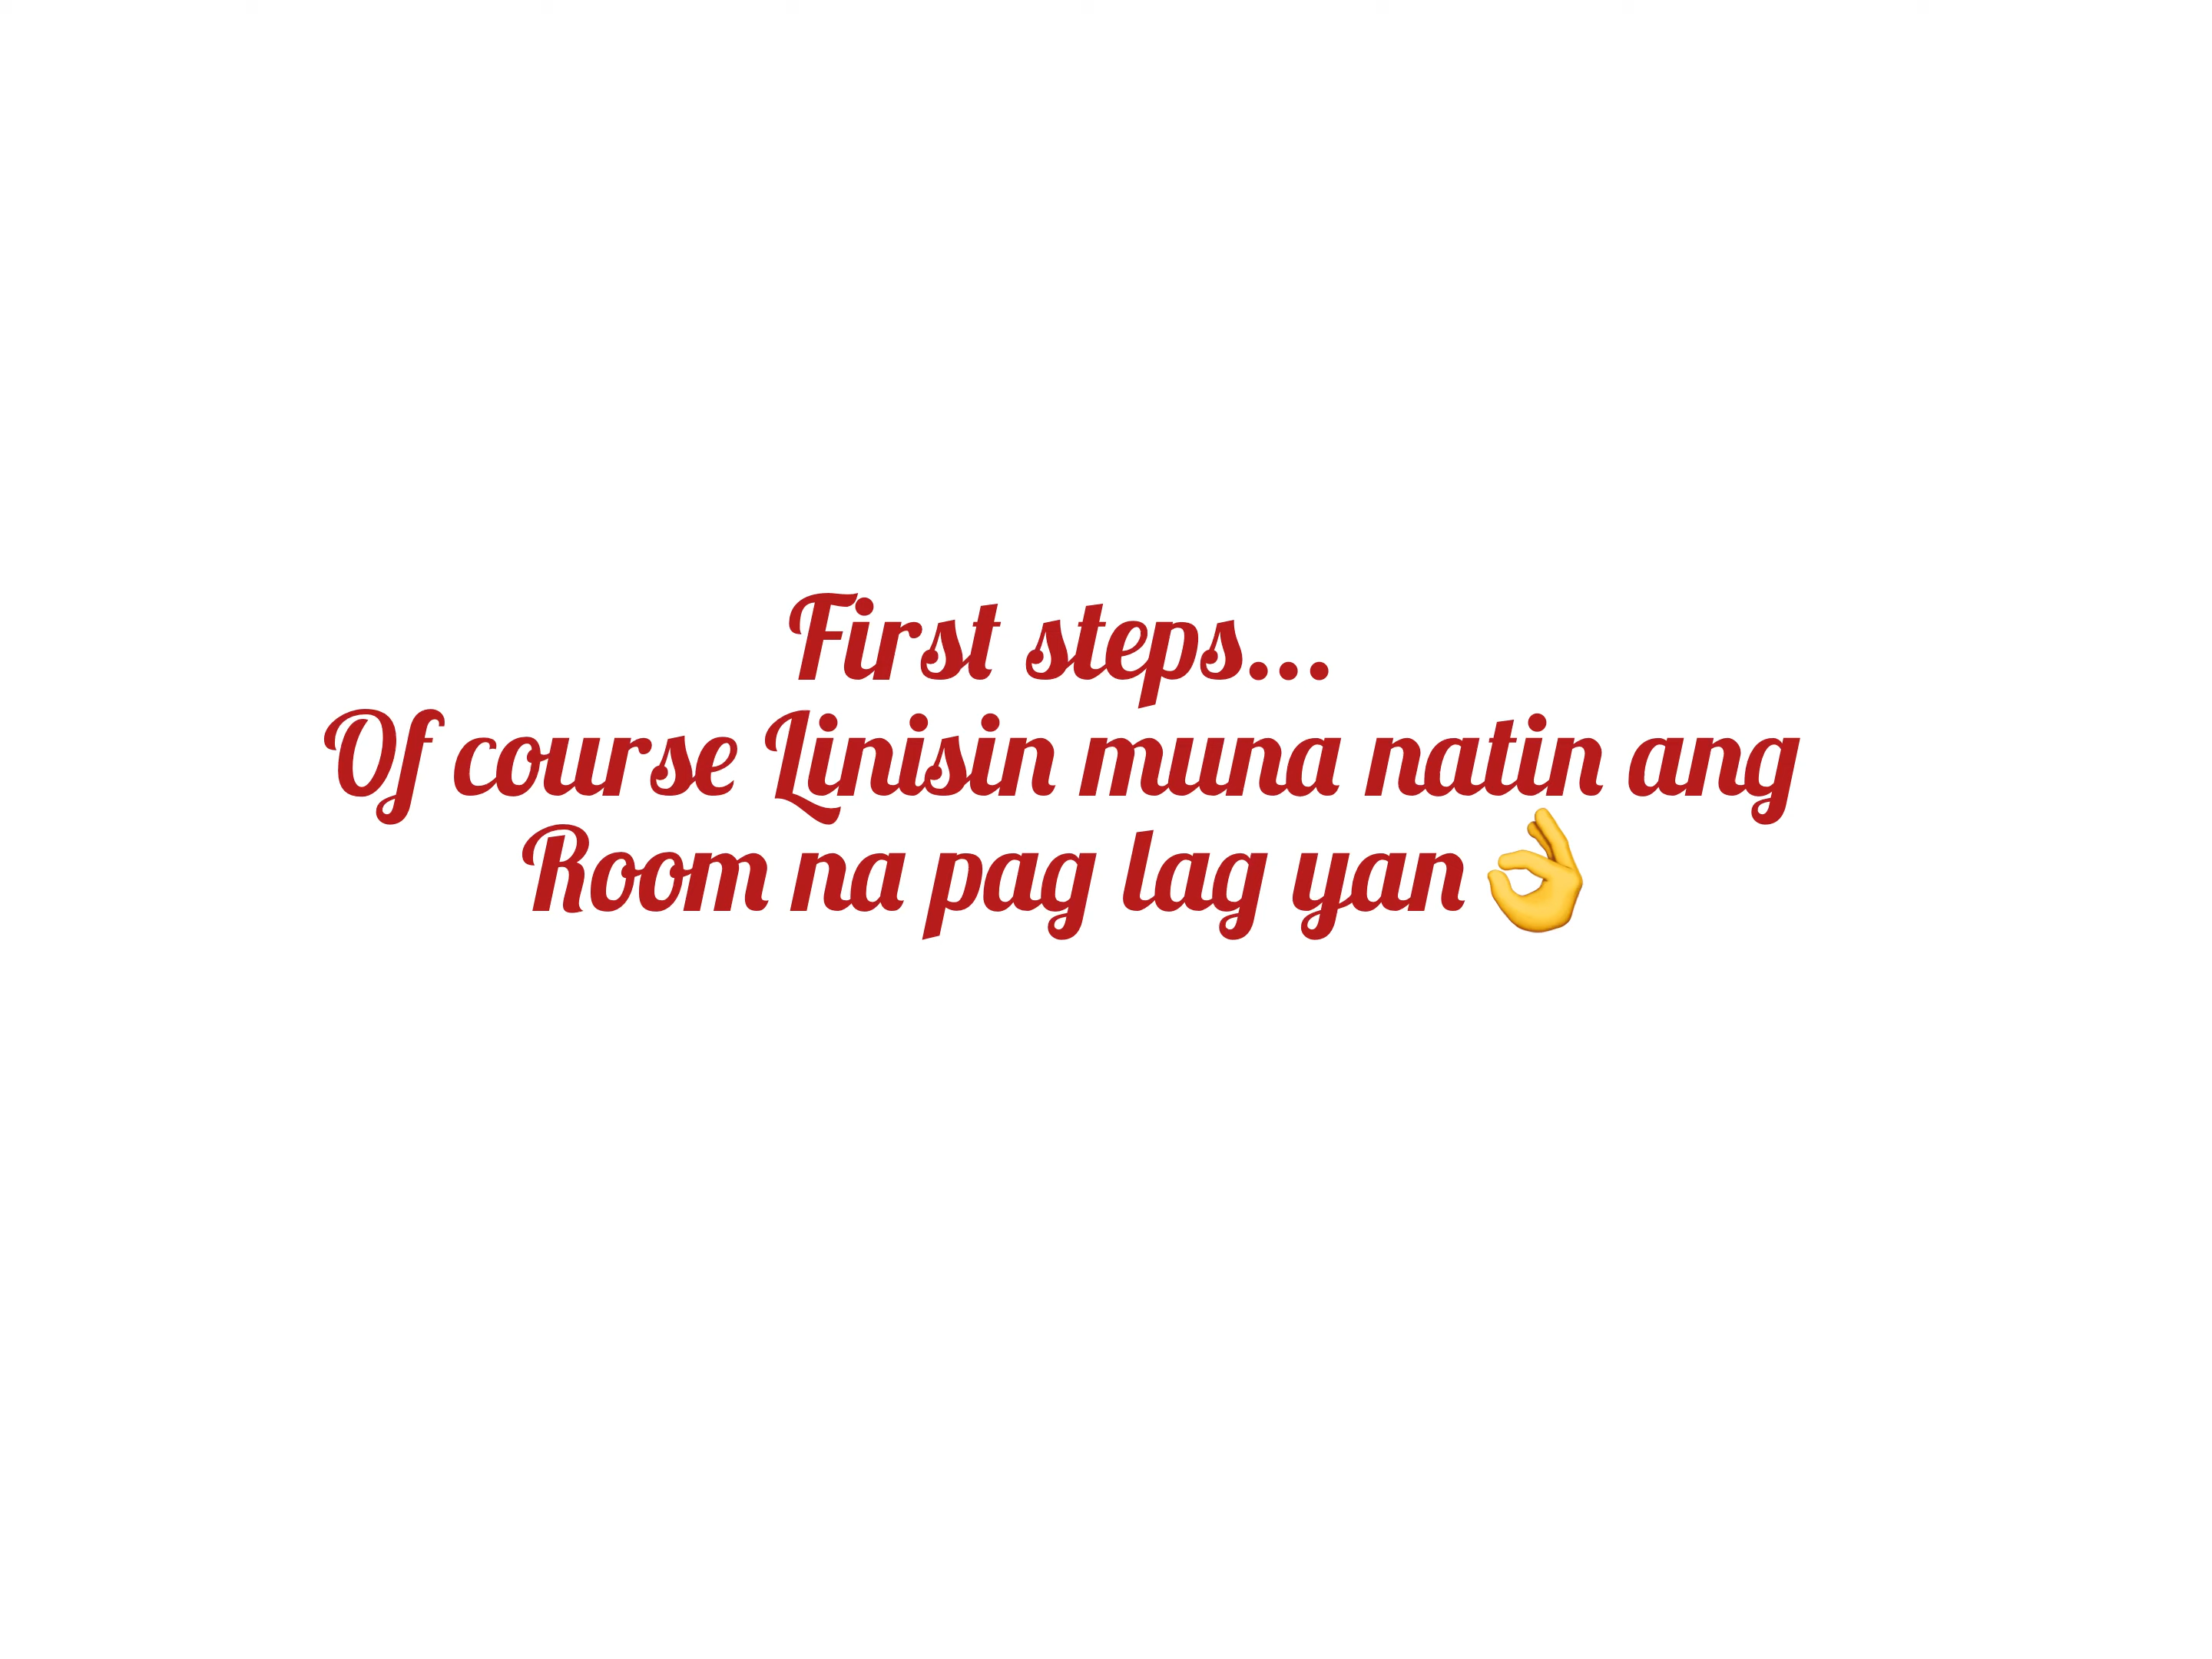 First steps...
Of course Linisin muna natin ang
Room na pag lag yan 👌